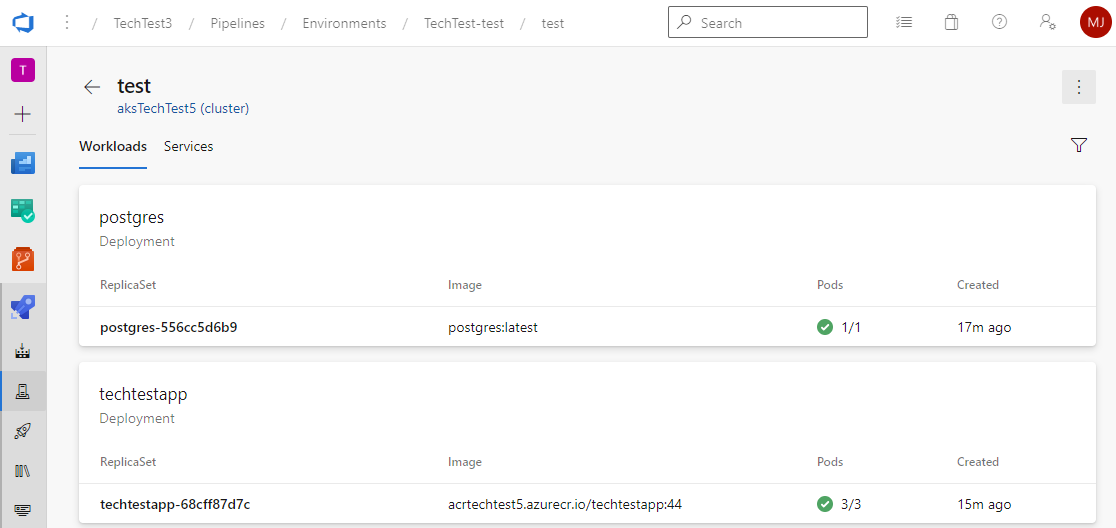 TechTest3 / Pipelines / Environments / TechTest-test / test
Search
MJ
T
test
aksTechTest5 (cluster)
Workloads Services
postgres
Deployment
ReplicaSet Image Pods Created
postgres-556cc5d6b9 postgres:latest 1/1 17m ago
techtestapp
Deployment
ReplicaSet Image Pods Created
techtestapp-68cff87d7c acrtechtest5.azurecr.io/techtestapp:44 3/3 15m ago